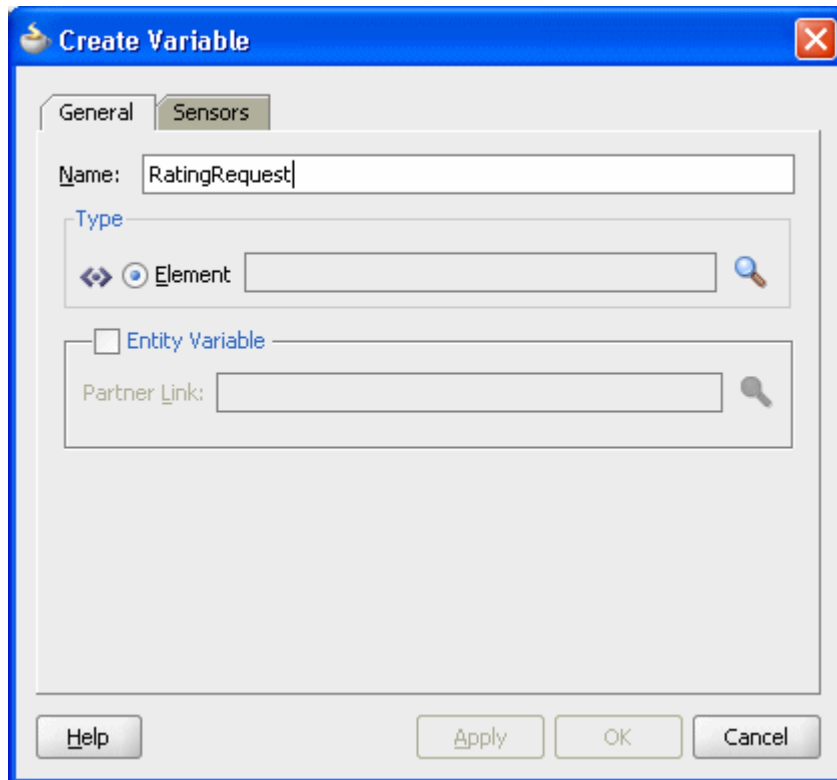 Create Variable
General Sensors
Name: RatingRequest
Type
Element
Entity Variable
Partner Link:
Help Apply OK Cancel